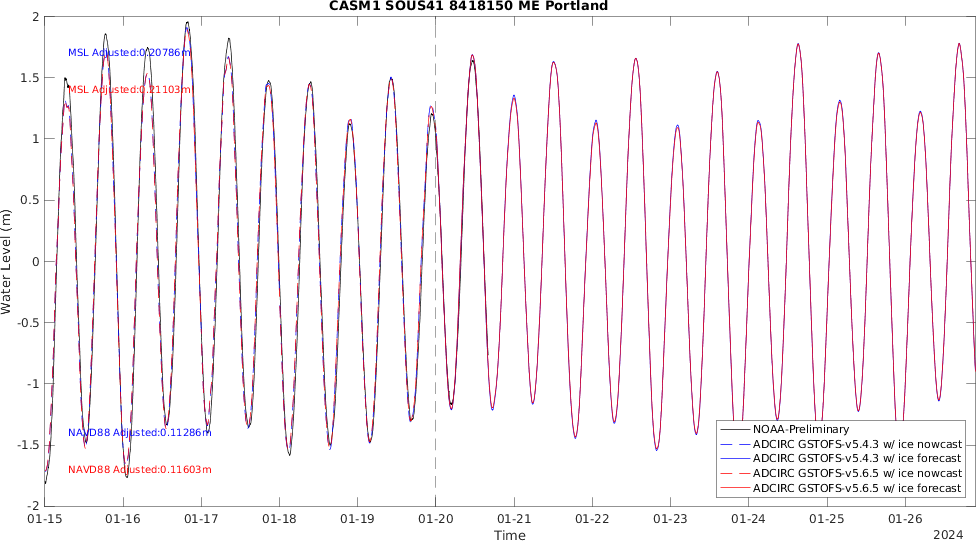 CASM1 SOUS41 8418150 ME Portland
2
1.5
1
0.5
0
-0.5
-1
-1.5
-2
Water Level (m)
MSL Adjusted:0.20786m
MSL Adjusted:0.21103m
NAVD88 Adjusted:0.11286m
NAVD88 Adjusted:0.11603m
NOAA-Preliminary
ADCIRC GSTOFS-v5.4.3 w/ ice nowcast
ADCIRC GSTOFS-v5.4.3 w/ ice forecast
ADCIRC GSTOFS-v5.6.5 w/ ice nowcast
ADCIRC GSTOFS-v5.6.5 w/ ice forecast
01-15 01-16 01-17 01-18 01-19 01-20 01-21 01-22 01-23 01-24 01-25 01-26
Time
2024